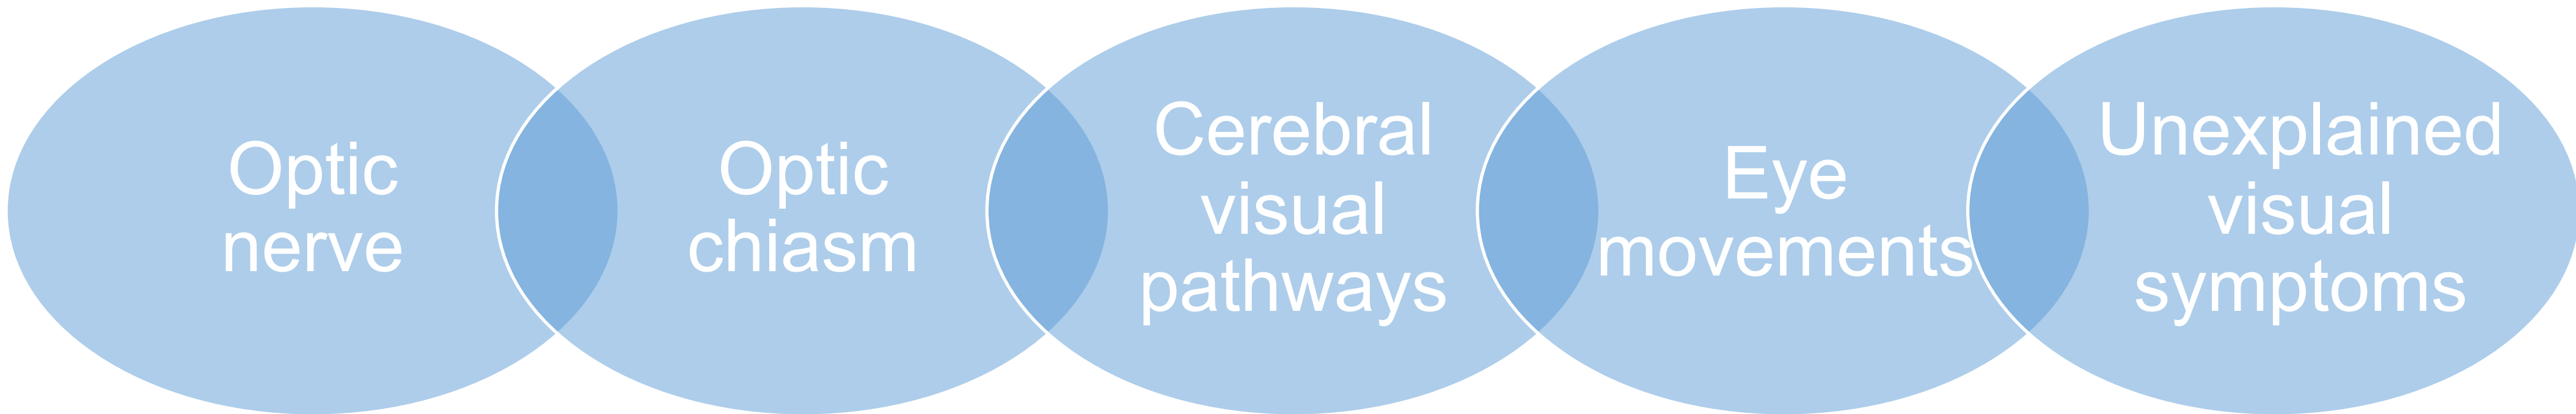 Optic
nerve
Optic
chiasm
Cerebral
visual
pathways
Eye
movements
Unexplained
visual
symptoms